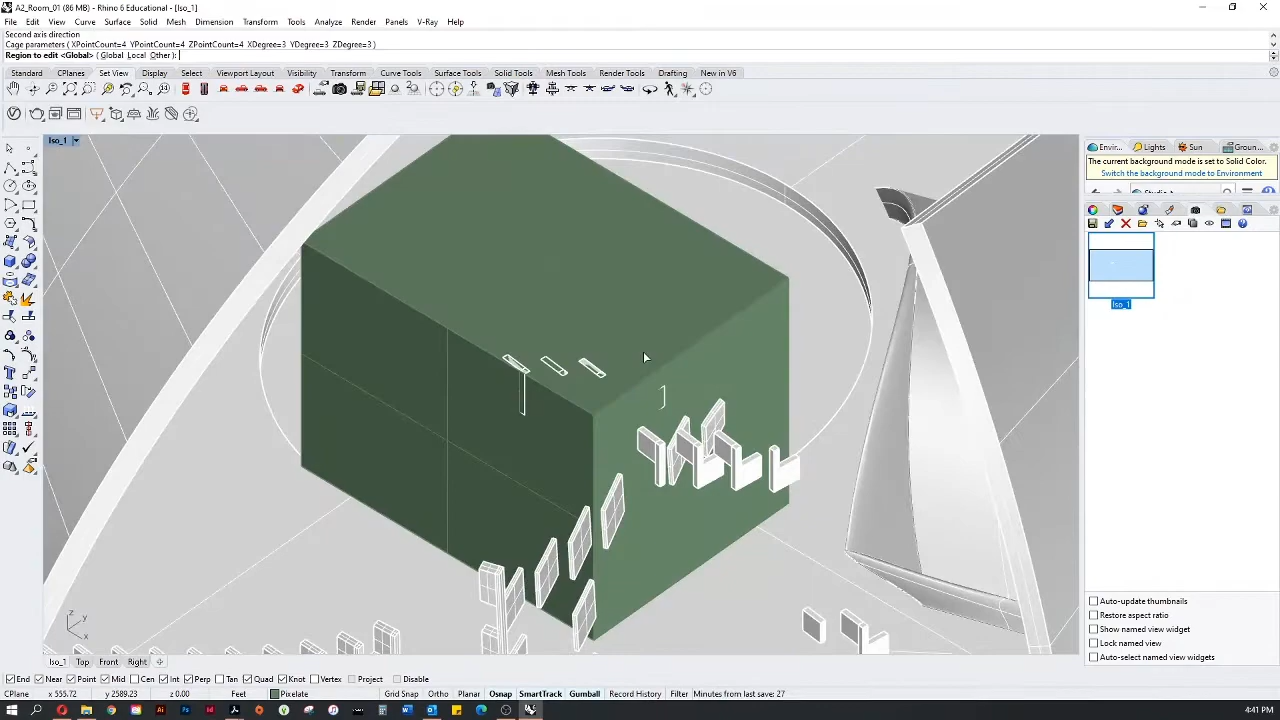 A2_Room_01 (86 MB) - Rhino 6 Educational - [Iso_1]
File Edit View Curve Surface Solid Mesh Dimension Transform Tools Analyze Render Panels V-Ray Help
Second axis direction
Cage parameters ( XPointCount=4 YPointCount=4 ZPointCount=4 XDegree=3 YDegree=3 ZDegree=3 )
Region to edit <Global> ( Global Local Other ):
Standard CPlanes Set View Display Select Viewport Layout Visibility Transform Curve Tools Surface Tools Solid Tools Mesh Tools Render Tools Drafting New in V6
Iso_1
Envir... Lights Sun Groun...
The current background mode is set to Solid Color.
Switch the background mode to Environment
Iso_1
z
y
x
Auto-update thumbnails
Restore aspect ratio
Show named view widget
Lock named view
Auto-select named view widgets
Iso_1 Top Front Right
End Near Point Mid Cen Int Perp Tan Quad Knot Vertex Project Disable
CPlane x 555.72 y 2589.23 z 0.00 Feet Pixelate Grid Snap Ortho Planar Osnap SmartTrack Gumball Record History Filter Minutes from last save: 27
4:41 PM